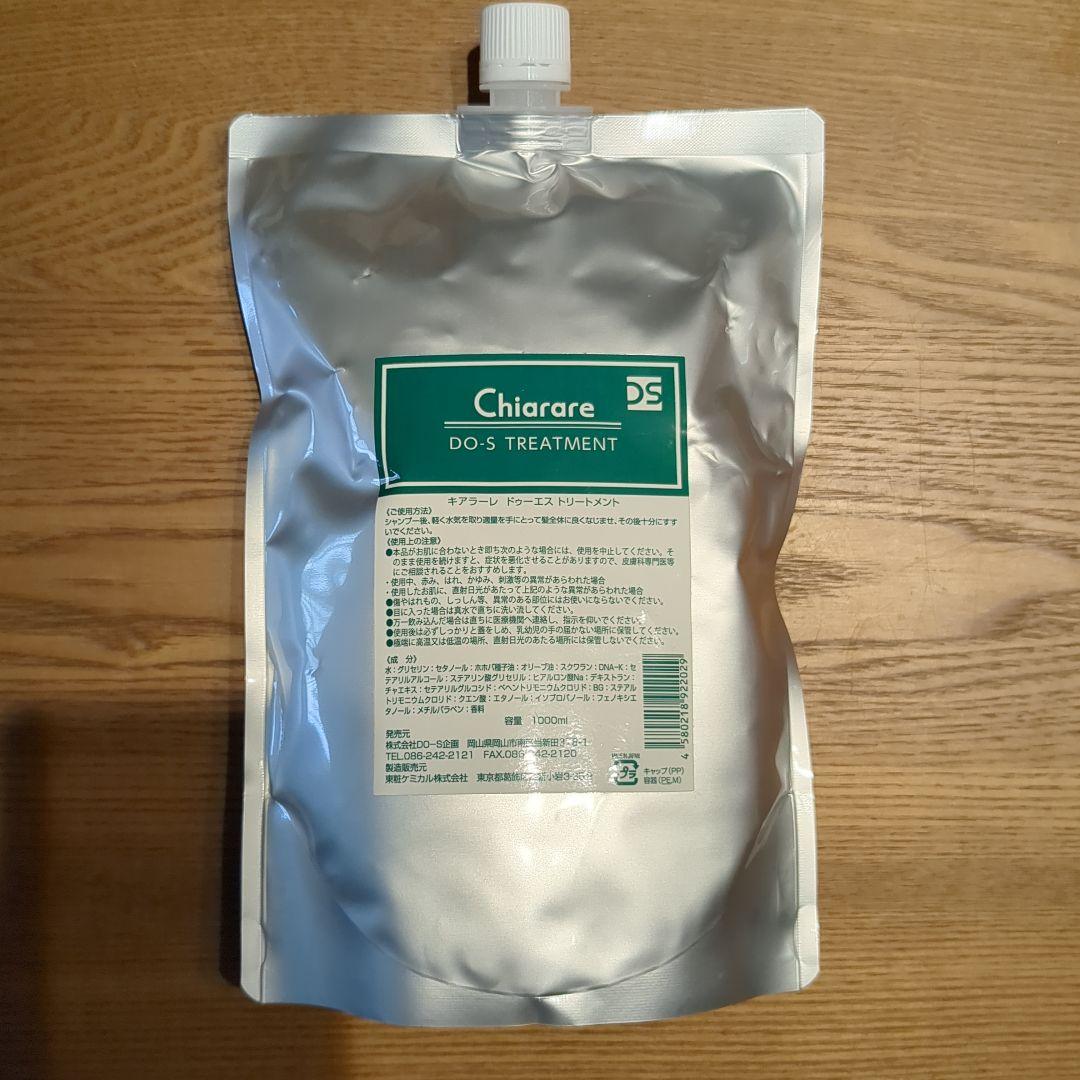 Chiarare
DS
DO-S TREATMENT
キアラーレ ドゥーエス トリートメント
《ご使用方法》
シャンプー後、軽く水気を取り適量を手にとって髪全体に良くなじませ、その後十分にすす
いでください。
《使用上の注意》
●本品がお肌に合わないとき即ち次のような場合には、使用を中止してください。そ
のまま使用を続けますと、症状を悪化させることがありますので、皮膚科専門医等
にご相談されることをおすすめします。
・使用中、赤み、はれ、かゆみ、刺激等の異常があらわれた場合
・使用したお肌に、直射日光があたって上記のような異常があらわれた場合
●傷やはれもの、しっしん等、異常のある部位にはお使いにならないでください。
●目に入った場合は真水で直ちに洗い流してください。
●万一飲み込んだ場合は直ちに医療機関へ連絡し、指示を仰いでください。
●使用後は必ずしっかりと蓋をしめ、乳幼児の手の届かない場所に保管してください。
●極端に高温又は低温の場所、直射日光のあたる場所には保管しないでください。
《成 分》
水：グリセリン：セタノール：ホホバ種子油：オリーブ油：スクワラン：DNA-K：セ
テアリルアルコール：ステアリン酸グリセリル：ヒアルロン酸Na：デキストラン：
チャエキス：セテアリルグルコシド：ベヘントリモニウムクロリド：BG：ステアル
トリモニウムクロリド：クエン酸：エタノール：イソプロパノール：フェノキシエ
タノール：メチルパラベン：香料
容量 1000ml
発売元
株式会社DO-S企画 岡山県岡山市南区当新田3-8-1
TEL.086-242-2121 FAX.086-242-2120
製造販売元
東粧ケミカル株式会社 東京都葛飾区 新小岩
4 580218 922029
プラ
キャップ(PP)
容器(PE,M)